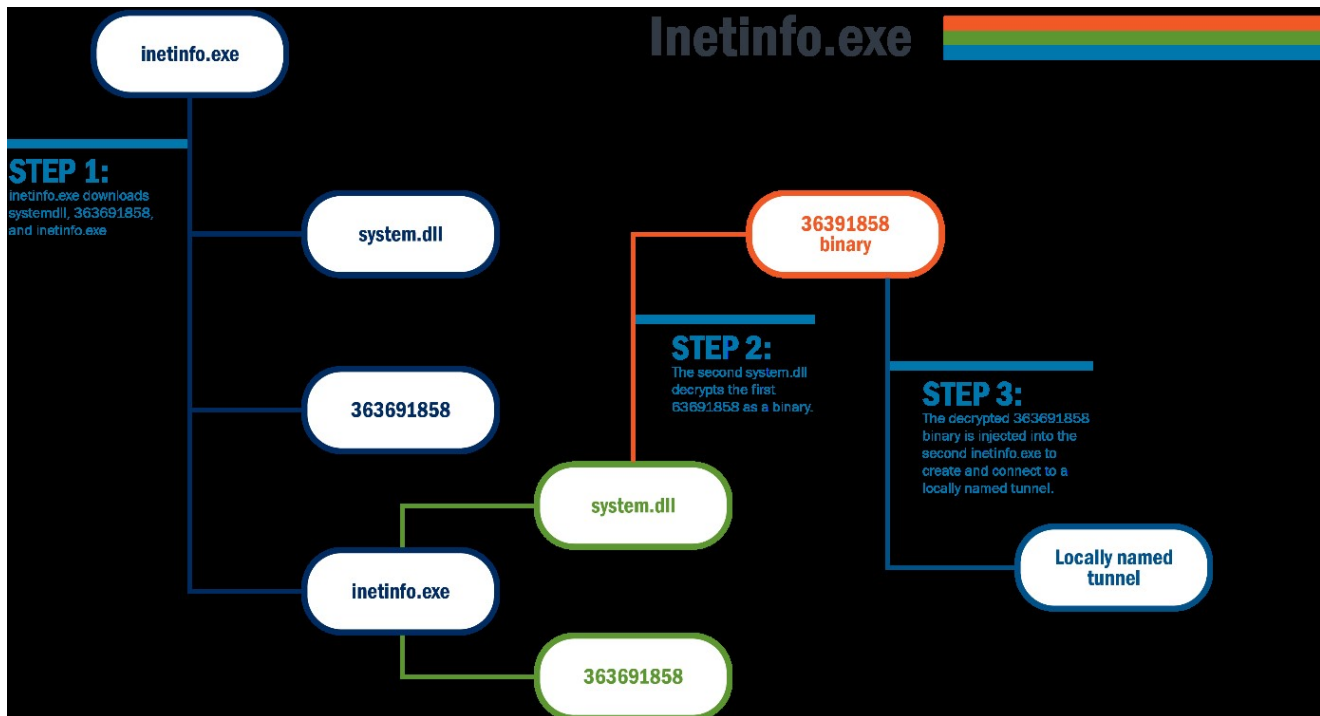 Inetinfo.exe
inetinfo.exe
STEP 1:
inetinfo.exe downloads
systemdll, 363691858,
and inetinfo.exe
system.dll
363691858
inetinfo.exe
system.dll
363691858
36391858
binary
STEP 2:
The second system.dll
decrypts the first
63691858 as a binary.
STEP 3:
The decrypted 363691858
binary is injected into the
second inetinfo.exe to
create and connect to a
locally named tunnel.
Locally named
tunnel